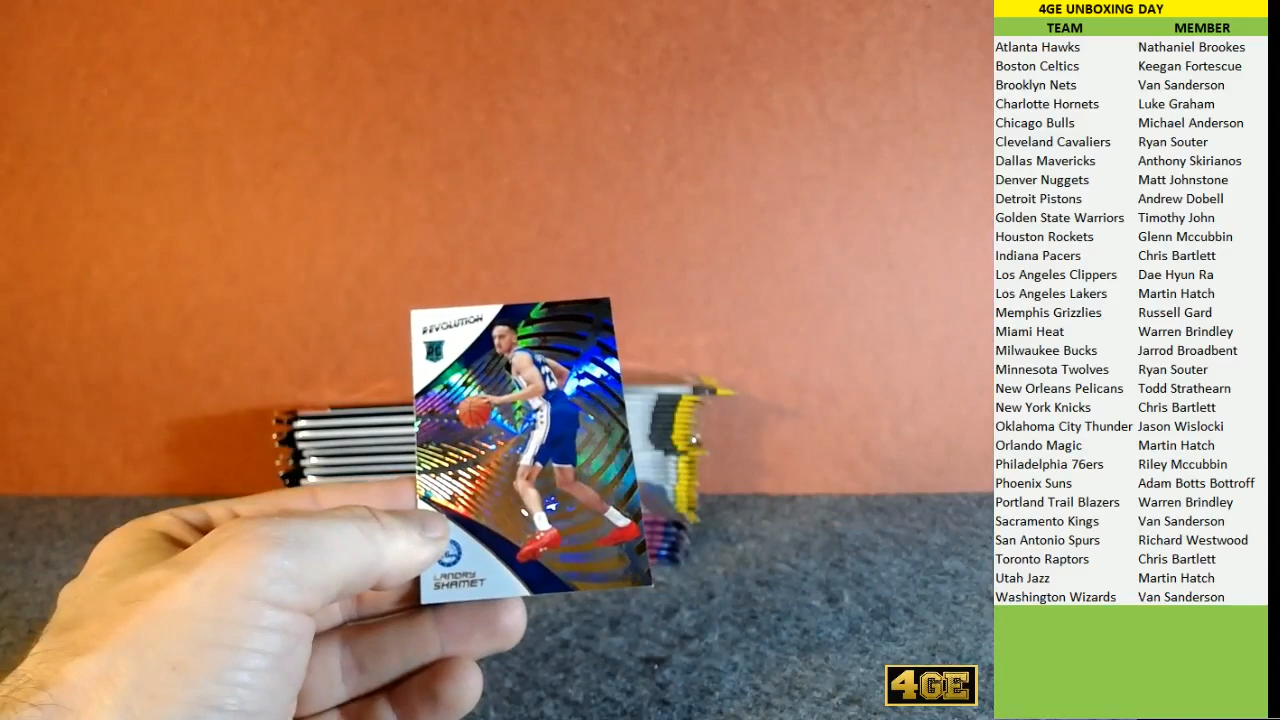 REVOLUTION
RC
LANDRY
SHAMET
4GE UNBOXING DAY
TEAM MEMBER
Atlanta Hawks Nathaniel Brookes
Boston Celtics Keegan Fortescue
Brooklyn Nets Van Sanderson
Charlotte Hornets Luke Graham
Chicago Bulls Michael Anderson
Cleveland Cavaliers Ryan Souter
Dallas Mavericks Anthony Skirianos
Denver Nuggets Matt Johnstone
Detroit Pistons Andrew Dobell
Golden State Warriors Timothy John
Houston Rockets Glenn Mccubbin
Indiana Pacers Chris Bartlett
Los Angeles Clippers Dae Hyun Ra
Los Angeles Lakers Martin Hatch
Memphis Grizzlies Russell Gard
Miami Heat Warren Brindley
Milwaukee Bucks Jarrod Broadbent
Minnesota Twolves Ryan Souter
New Orleans Pelicans Todd Strathearn
New York Knicks Chris Bartlett
Oklahoma City Thunder Jason Wislocki
Orlando Magic Martin Hatch
Philadelphia 76ers Riley Mccubbin
Phoenix Suns Adam Botts Bottroff
Portland Trail Blazers Warren Brindley
Sacramento Kings Van Sanderson
San Antonio Spurs Richard Westwood
Toronto Raptors Chris Bartlett
Utah Jazz Martin Hatch
Washington Wizards Van Sanderson
4GE